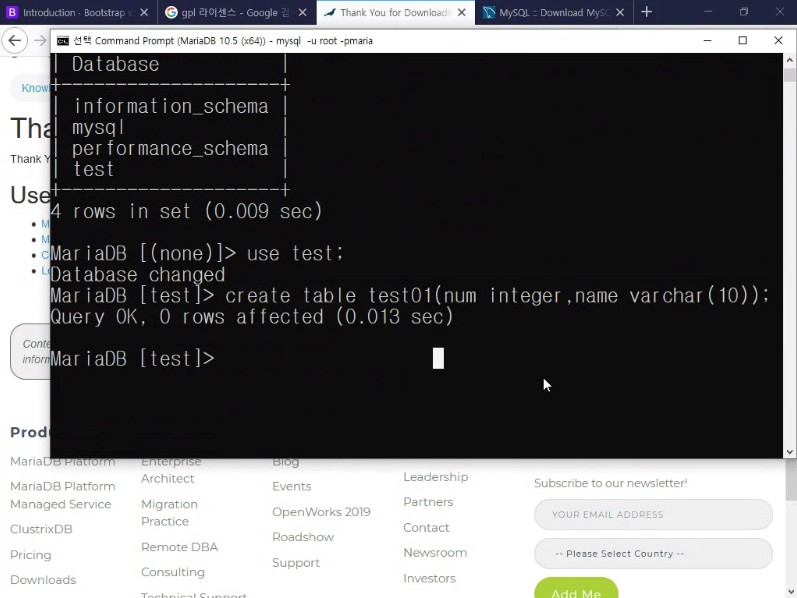 Introduction · Bootstrap v
gpl 라이센스 - Google 검
Thank You for Downloadi
MySQL :: Download MySQ
선택 Command Prompt (MariaDB 10.5 (x64)) - mysql -u root -pmaria
| Database |
+--------------------+
| information_schema |
| mysql |
| performance_schema |
| test |
+--------------------+
4 rows in set (0.009 sec)
MariaDB [(none)]> use test;
Database changed
MariaDB [test]> create table test01(num integer,name varchar(10));
Query OK, 0 rows affected (0.013 sec)
MariaDB [test]>
Know
Tha
Thank Y
Use
M
M
C
Lo
Conte
inform
Produ
MariaDB Platform
MariaDB Platform
Managed Service
ClustrixDB
Pricing
Downloads
Enterprise
Architect
Migration
Practice
Remote DBA
Consulting
Technical Support
Blog
Events
OpenWorks 2019
Roadshow
Support
Leadership
Partners
Contact
Newsroom
Investors
Subscribe to our newsletter!
YOUR EMAIL ADDRESS
-- Please Select Country --
Add Me